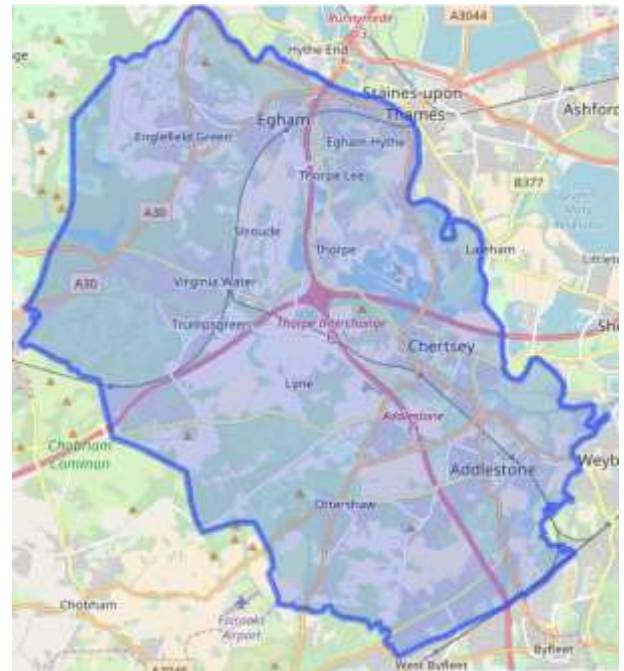 Runnymede
A3044
Hythe End
Staines-upon
Thames
Ashford
Egham
Englefield Green
Egham Hythe
Thorpe Lee
B377
A30
Stroude
Thorpe
Laleham
A30
Virginia Water
Trumpsgreen
Thorpe Interchange
Chertsey
Lyne
Addlestone
Chobham
Common
Addlestone
Weyb
Ottershaw
Chobham
Fairoaks
Airport
Byfleet
West Byfleet